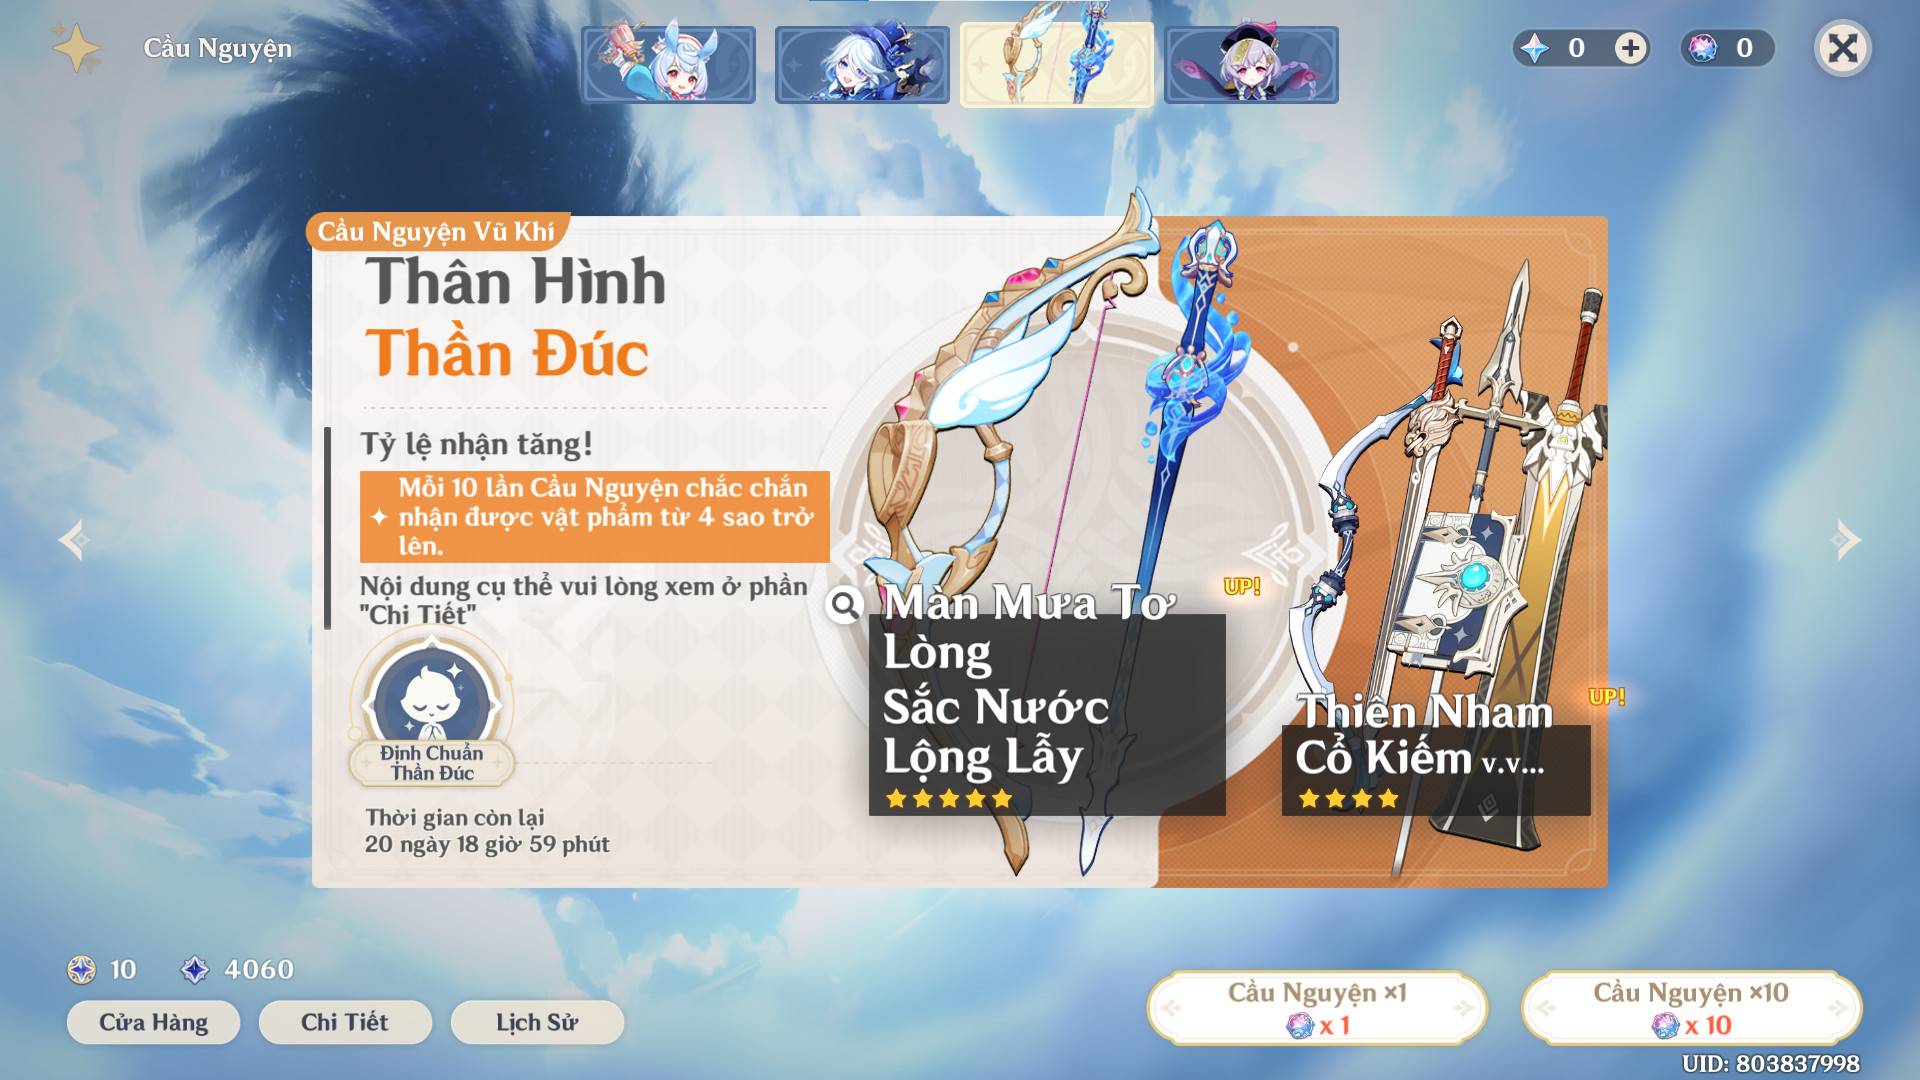 Cầu Nguyện
0
0
Cầu Nguyện Vũ Khí
Thân Hình
Thần Đúc
Tỷ lệ nhận tăng!
Mỗi 10 lần Cầu Nguyện chắc chắn
nhận được vật phẩm từ 4 sao trở
lên.
Nội dung cụ thể vui lòng xem ở phần
"Chi Tiết"
Định Chuẩn
Thần Đúc
Thời gian còn lại
20 ngày 18 giờ 59 phút
UP!
Màn Mưa Tơ
Lòng
Sắc Nước
Lộng Lẫy
UP!
Thiên Nham
Cổ Kiếm v.v...
10
4060
Cửa Hàng
Chi Tiết
Lịch Sử
Cầu Nguyện ×1
x 1
Cầu Nguyện ×10
x 10
UID: 803837998